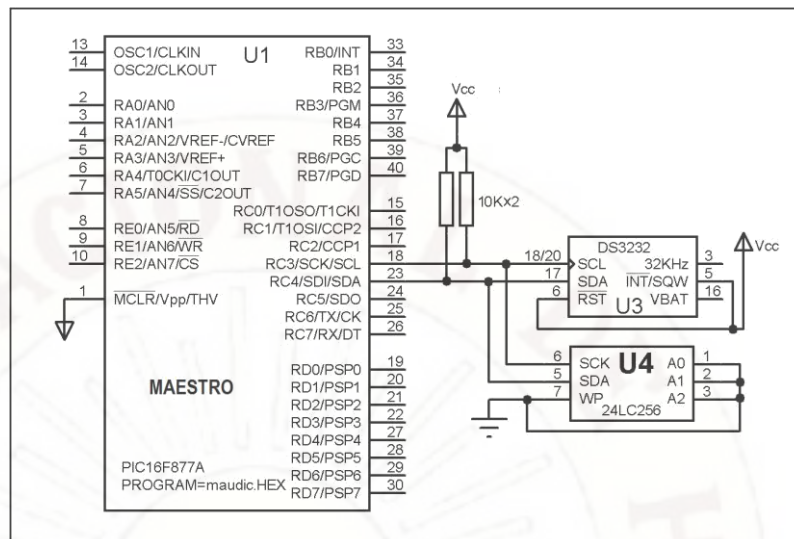 U1
13 OSC1/CLKIN RB0/INT 33
14 OSC2/CLKOUT RB1 34
RB2 35
2 RA0/AN0 RB3/PGM 36
3 RA1/AN1 RB4 37
4 RA2/AN2/VREF-/CVREF RB5 38
5 RA3/AN3/VREF+ RB6/PGC 39
6 RA4/T0CKI/C1OUT RB7/PGD 40
7 RA5/AN4/SS/C2OUT
RC0/T1OSO/T1CKI 15
8 RE0/AN5/RD RC1/T1OSI/CCP2 16
9 RE1/AN6/WR RC2/CCP1 17
10 RE2/AN7/CS RC3/SCK/SCL 18
RC4/SDI/SDA 23
1 MCLR/Vpp/THV RC5/SDO 24
RC6/TX/CK 25
RC7/RX/DT 26
RD0/PSP0 19
MAESTRO RD1/PSP1 20
RD2/PSP2 21
RD3/PSP3 22
RD4/PSP4 27
RD5/PSP5 28
PIC16F877A RD6/PSP6 29
PROGRAM=maudic.HEX RD7/PSP7 30
Vcc
10Kx2
DS3232
18/20 SCL 32KHz 3
17 SDA INT/SQW 5
6 RST VBAT 16
U3
Vcc
U4
6 SCK A0 1
5 SDA A1 2
7 WP A2 3
24LC256